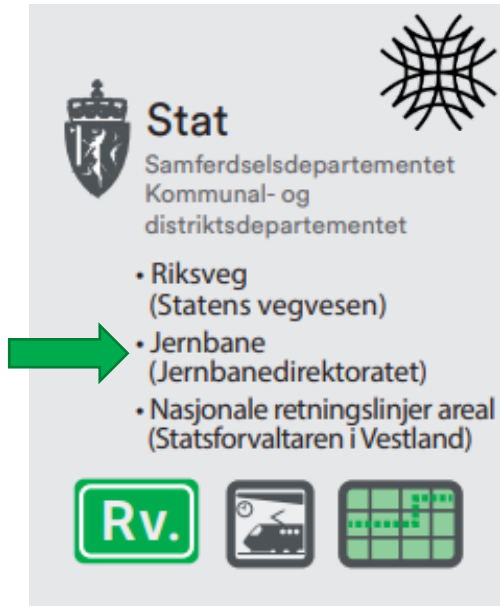 Stat
Samferdselsdepartementet
Kommunal- og
distriktsdepartementet
• Riksveg
(Statens vegvesen)
• Jernbane
(Jernbanedirektoratet)
• Nasjonale retningslinjer areal
(Statsforvaltaren i Vestland)
Rv.